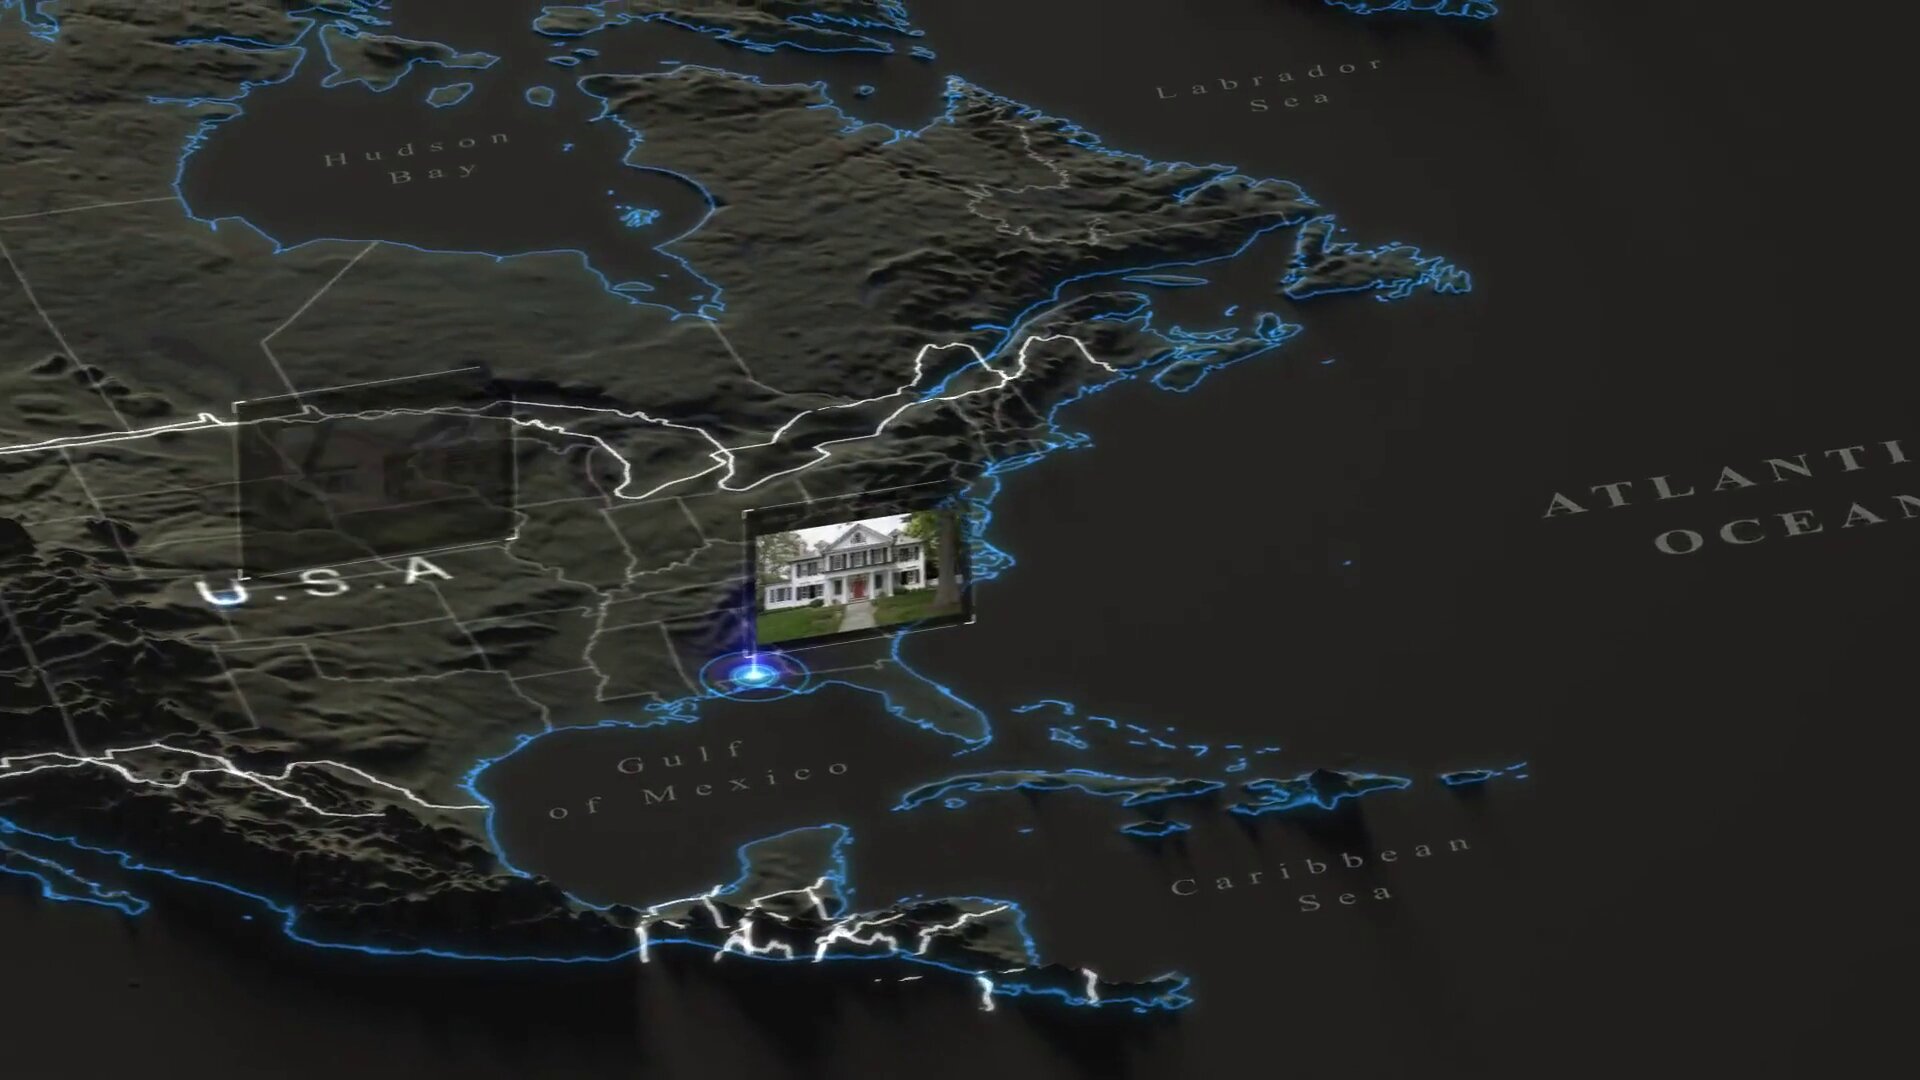 Labrador
Sea
Hudson
Bay
ATLANTI
OCEAN
U.S.A
Gulf
of Mexico
Caribbean
Sea